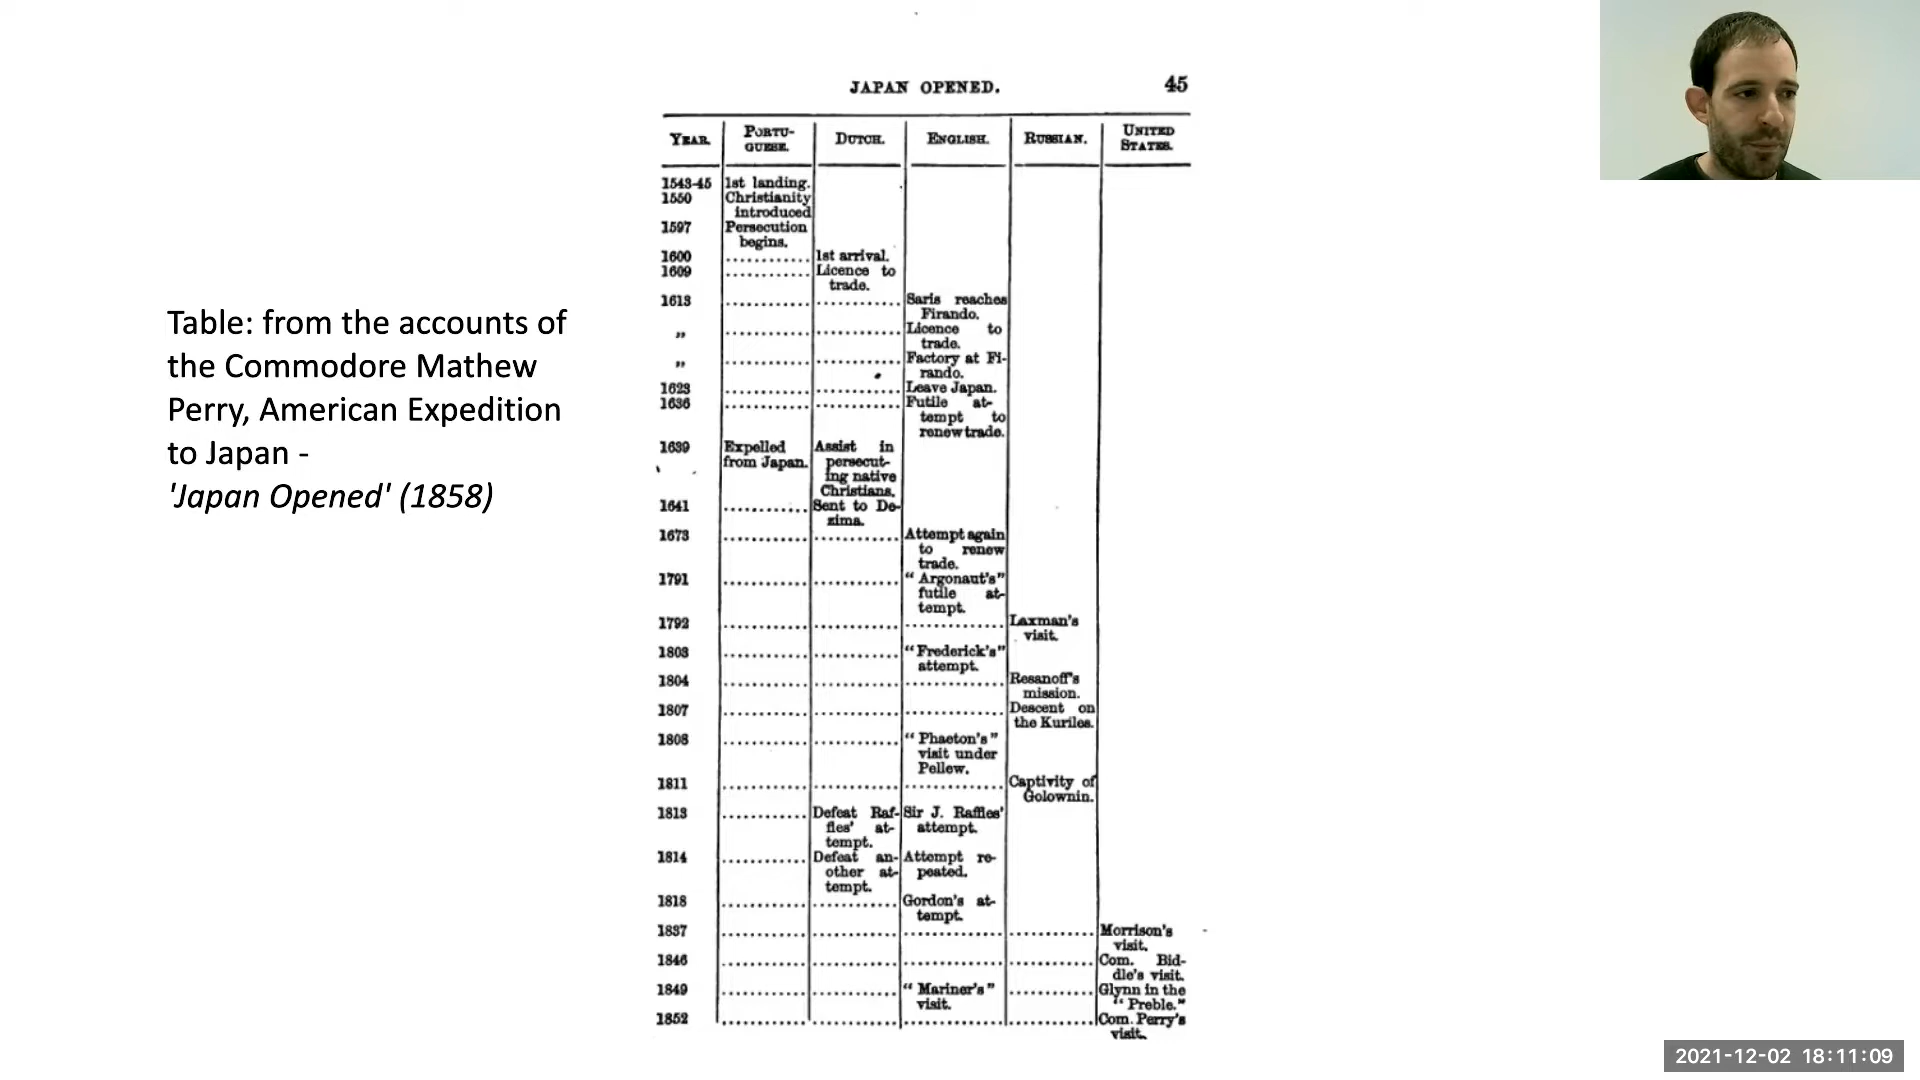 JAPAN OPENED. 45
YEAR. PORTU-GUESE. DUTCH. ENGLISH. RUSSIAN. UNITED STATES.
1543-45 1st landing.
1550 Christianity
introduced
1597 Persecution
begins.
1600 ............ 1st arrival.
1609 ............ Licence to
trade.
1613 ............ ............ Saris reaches
Firando.
„ ............ ............ Licence to
trade.
„ ............ ............ Factory at Fi-
rando.
1623 ............ ............ Leave Japan.
1636 ............ ............ Futile at-
tempt to
renew trade.
1639 Expelled Assist in
from Japan. persecut-
ing native
Christians.
1641 ............ Sent to De-
zima.
1673 ............ ............ Attempt again
to renew
trade.
1791 ............ ............ “Argonaut's”
futile at-
tempt.
1792 ............ ............ ............ Laxman's
visit.
1803 ............ ............ “Frederick's”
attempt.
1804 ............ ............ ............ Resanoff's
mission.
1807 ............ ............ ............ Descent on
the Kuriles.
1808 ............ ............ “Phaeton's”
visit under
Pellew.
1811 ............ ............ ............ Captivity of
Golownin.
1813 ............ Defeat Raf- Sir J. Raffles'
fles' at- attempt.
tempt.
1814 ............ Defeat an- Attempt re-
other at- peated.
tempt.
1818 ............ ............ Gordon's at-
tempt.
1837 ............ ............ ............ ............ Morrison's
visit.
1846 ............ ............ ............ ............ Com. Bid-
dle's visit.
1849 ............ ............ “Mariner's” ............ Glynn in the
visit. “Preble.”
1852 ............ ............ ............ ............ Com. Perry's
visit.
Table: from the accounts of
the Commodore Mathew
Perry, American Expedition
to Japan -
'Japan Opened' (1858)
2021-12-02 18:11:09